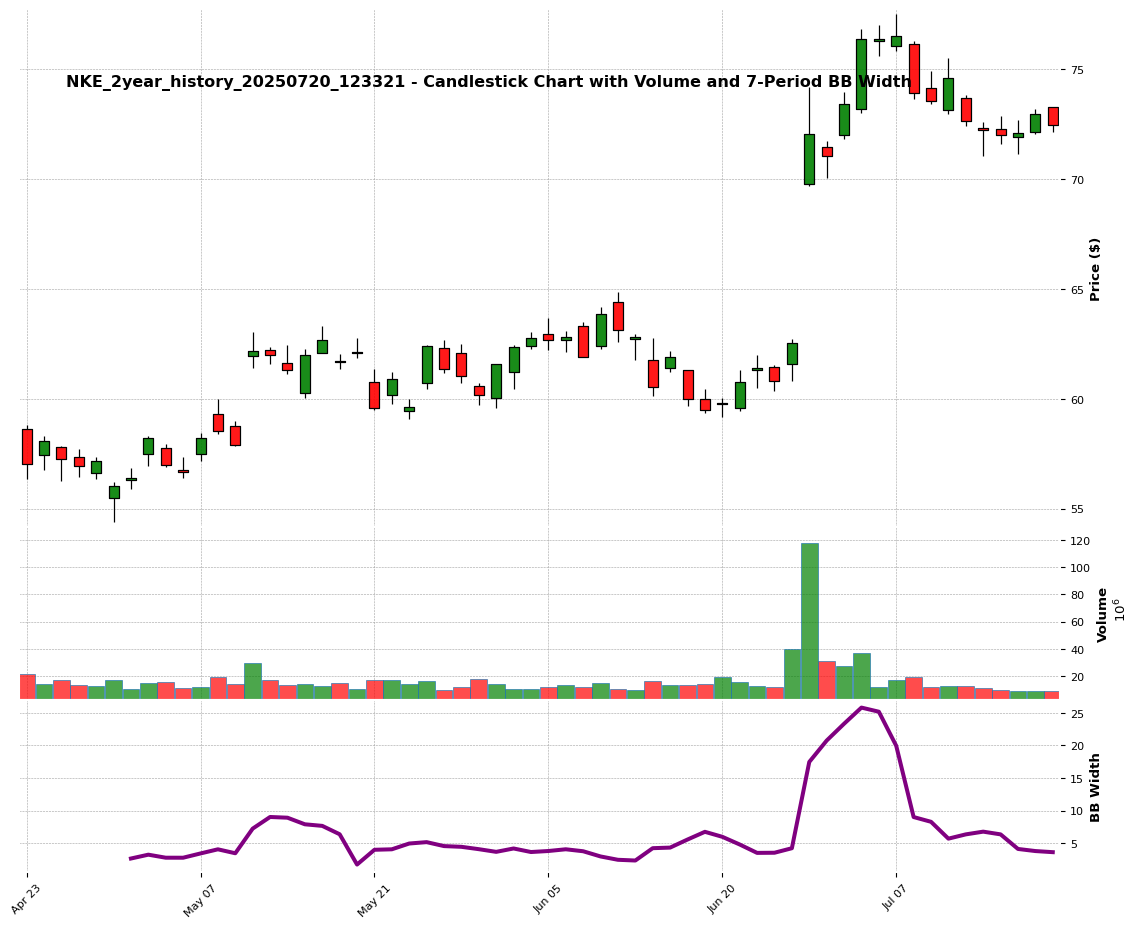 NKE_2year_history_20250720_123321 - Candlestick Chart with Volume and 7-Period BB Width
75
70
65
60
55
Price ($)
120
100
80
60
40
20
Volume
10^6
25
20
15
10
5
BB Width
Apr 23
May 07
May 21
Jun 05
Jun 20
Jul 07